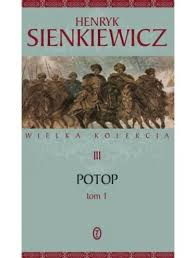 HENRYK
SIENKIEWICZ
WIELKA KOLEKCJA
III
POTOP
tom 1